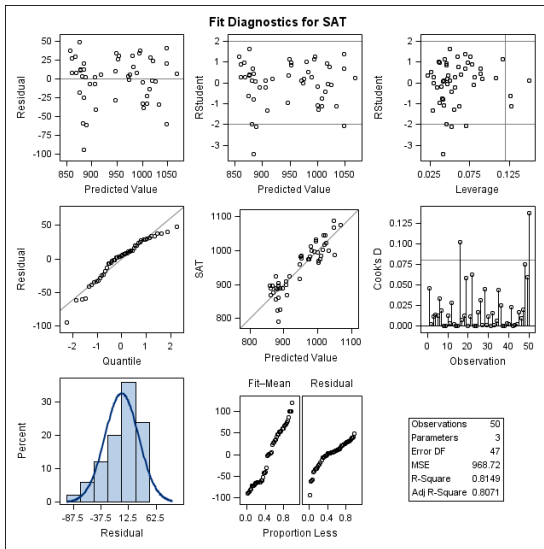 Fit Diagnostics for SAT
50
25
0
-25
-50
-75
-100
Residual
850 900 950 1000 1050
Predicted Value
2
1
0
-1
-2
-3
RStudent
850 900 950 1000 1050
Predicted Value
2
1
0
-1
-2
-3
RStudent
0.025 0.075 0.125
Leverage
50
0
-50
-100
Residual
-2 -1 0 1 2
Quantile
1100
1000
900
800
SAT
800 900 1000 1100
Predicted Value
0.125
0.100
0.075
0.050
0.025
0.000
Cook's D
0 10 20 30 40 50
Observation
30
20
10
0
Percent
-87.5 -37.5 12.5 62.5
Residual
Fit–Mean Residual
100
50
0
-50
-100
0.0 0.4 0.8 0.0 0.4 0.8
Proportion Less
Observations 50
Parameters 3
Error DF 47
MSE 968.72
R-Square 0.8149
Adj R-Square 0.8071